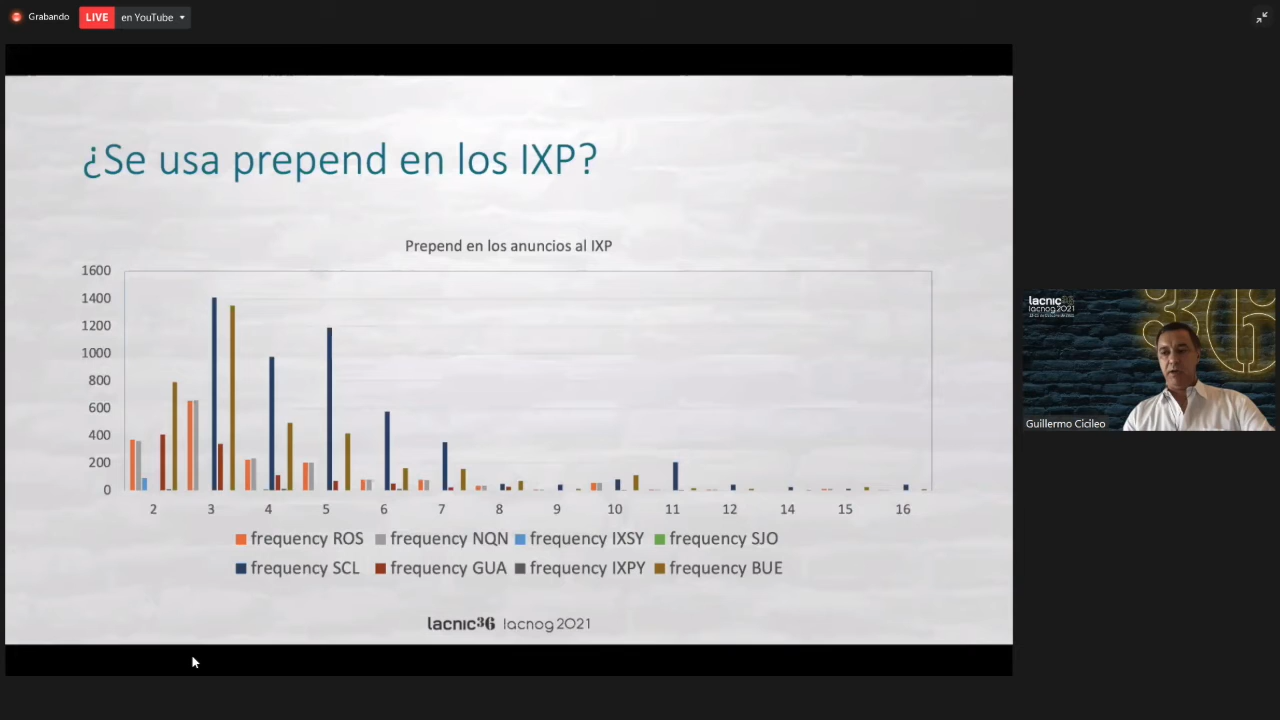 Grabando
LIVE en YouTube
¿Se usa prepend en los IXP?
Prepend en los anuncios al IXP
1600
1400
1200
1000
800
600
400
200
0
2 3 4 5 6 7 8 9 10 11 12 14 15 16
frequency ROS frequency NQN frequency IXSY frequency SJO
frequency SCL frequency GUA frequency IXPY frequency BUE
lacnic36 lacnog 2021
lacnic36
lacnog 2021
36
Guillermo Cicileo